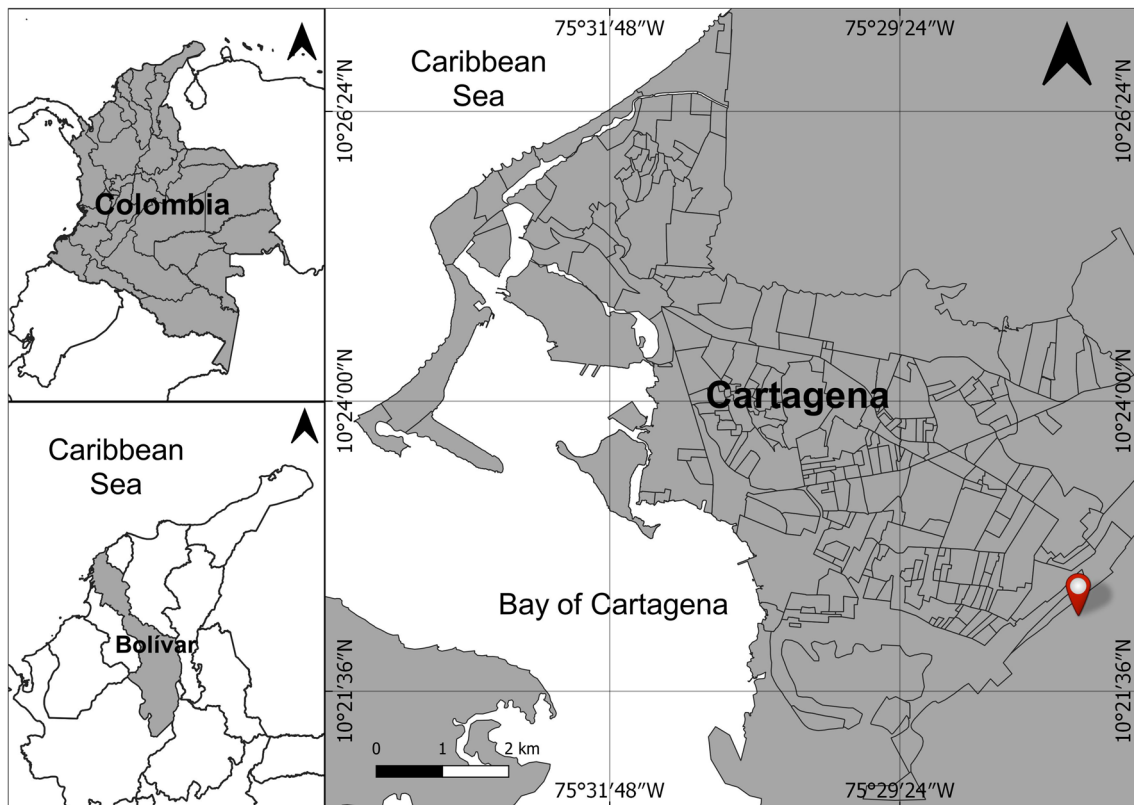 Colombia
Caribbean
Sea
Bolívar
75°31′48″W
75°29′24″W
Caribbean
Sea
10°26′24″N
10°26′24″N
Cartagena
10°24′00″N
10°24′00″N
Bay of Cartagena
10°21′36″N
10°21′36″N
0 1 2 km
75°31′48″W
75°29′24″W